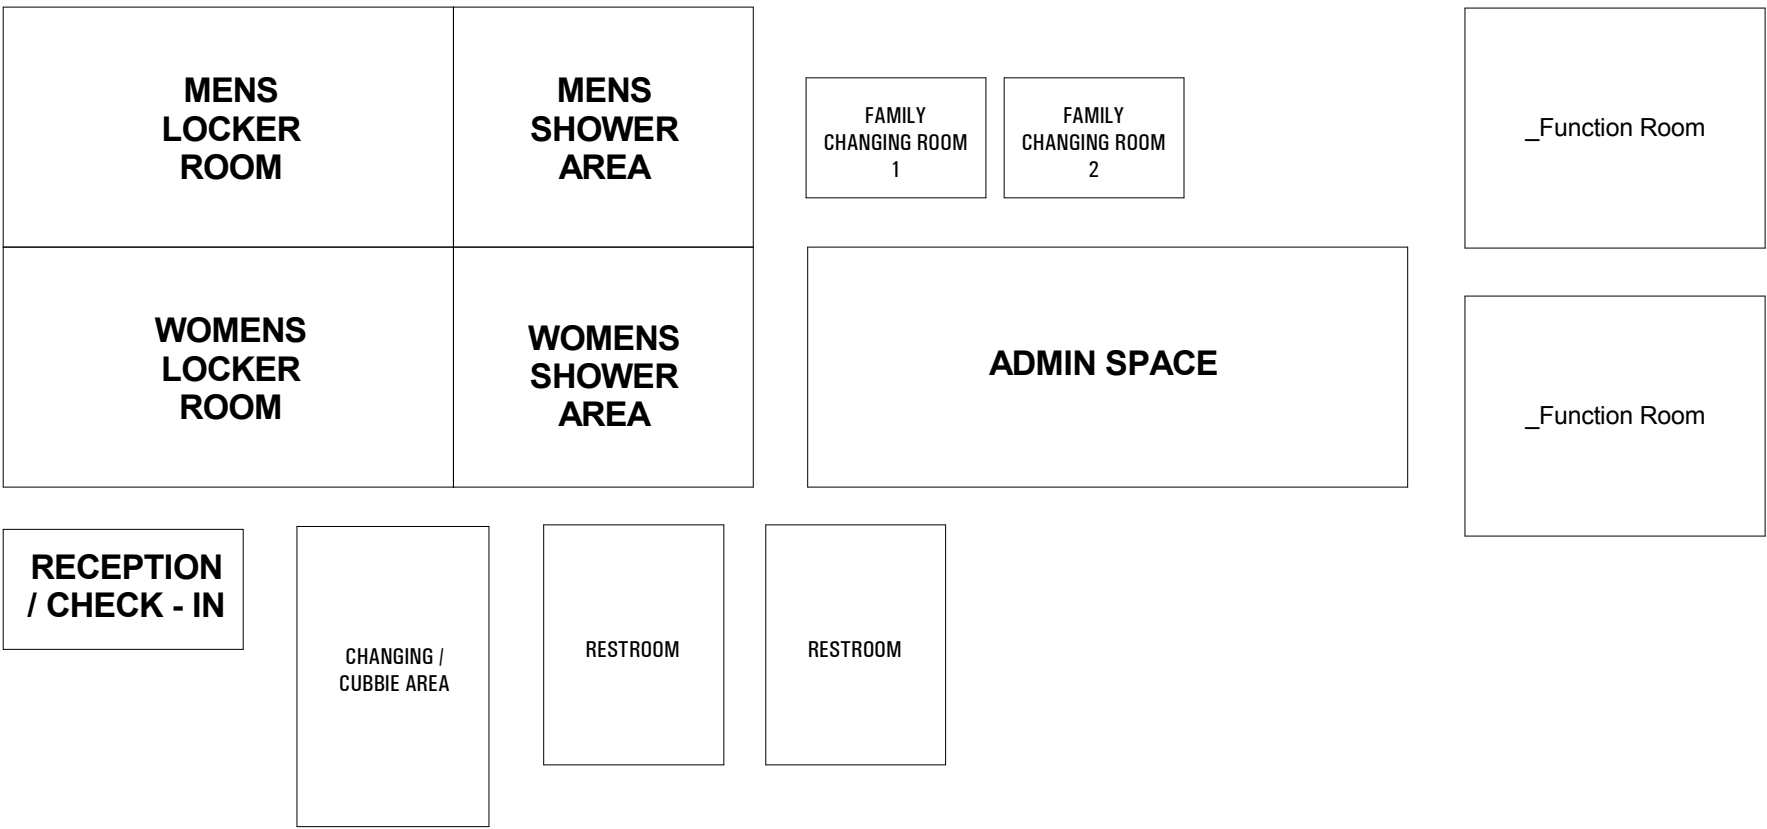 MENS
LOCKER
ROOM
MENS
SHOWER
AREA
FAMILY
CHANGING ROOM
1
FAMILY
CHANGING ROOM
2
_Function Room
WOMENS
LOCKER
ROOM
WOMENS
SHOWER
AREA
ADMIN SPACE
_Function Room
RECEPTION
/ CHECK - IN
CHANGING /
CUBBIE AREA
RESTROOM
RESTROOM